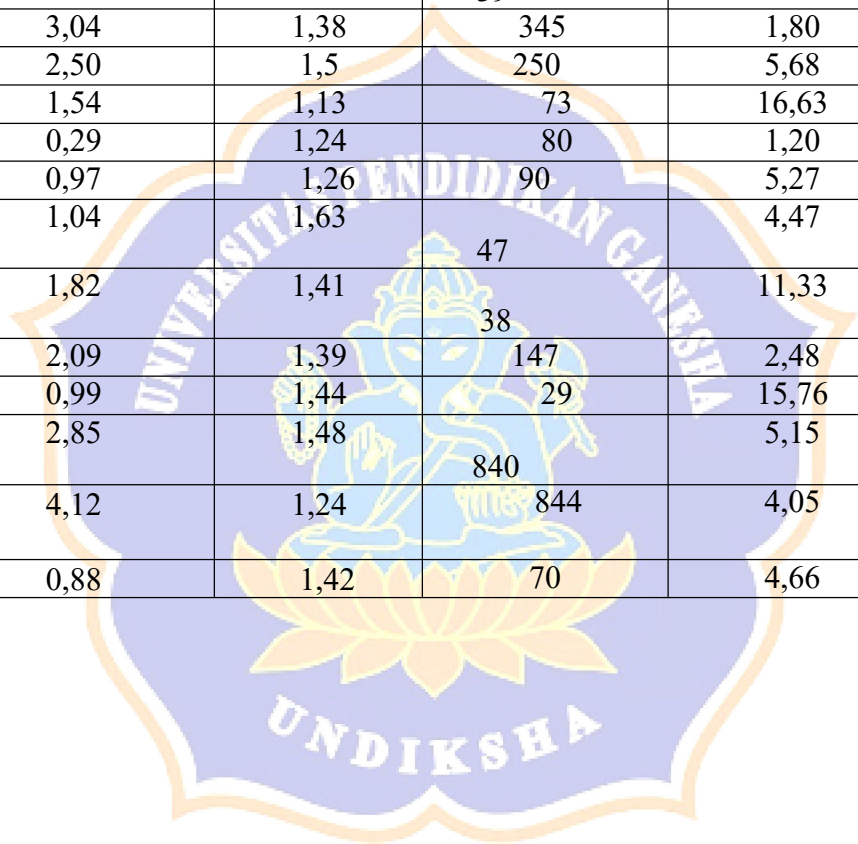 3,04 1,38 345 1,80
2,50 1,5 250 5,68
1,54 1,13 73 16,63
0,29 1,24 80 1,20
0,97 1,26 90 5,27
1,04 1,63 4,47
47
1,82 1,41 11,33
38
2,09 1,39 147 2,48
0,99 1,44 29 15,76
2,85 1,48 5,15
840
4,12 1,24 844 4,05
0,88 1,42 70 4,66
UNIVERSITAS PENDIDIKAN GANESHA
UNDIKSHA